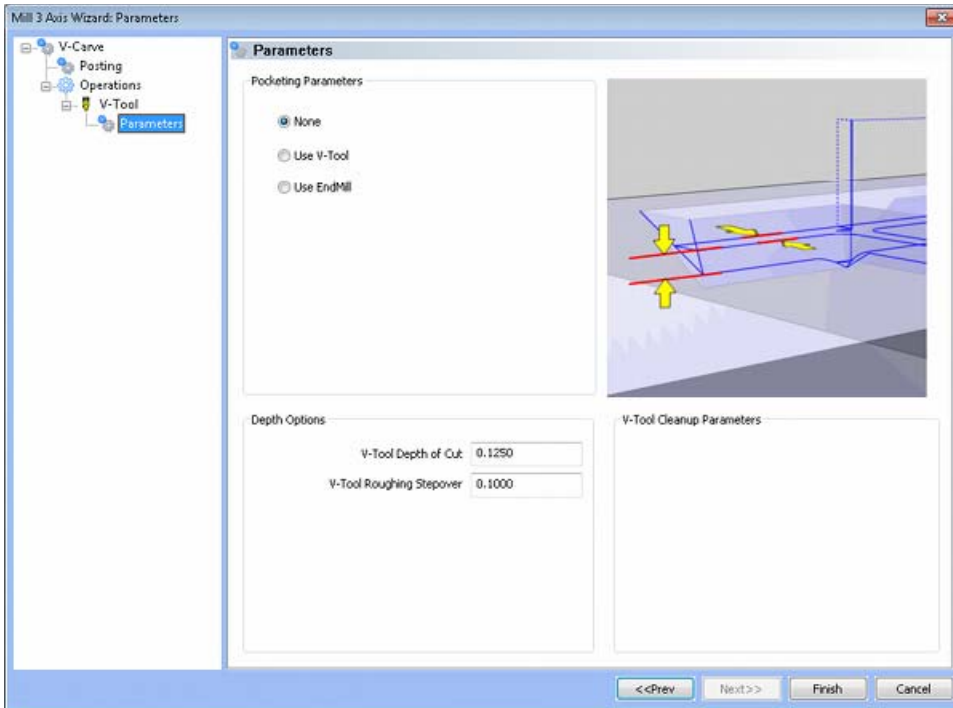 Mill 3 Axis Wizard: Parameters
V-Carve
Posting
Operations
V-Tool
Parameters
Parameters
Pocketing Parameters
None
Use V-Tool
Use EndMill
Depth Options
V-Tool Depth of Cut 0.1250
V-Tool Roughing Stepover 0.1000
V-Tool Cleanup Parameters
<<Prev Next>> Finish Cancel